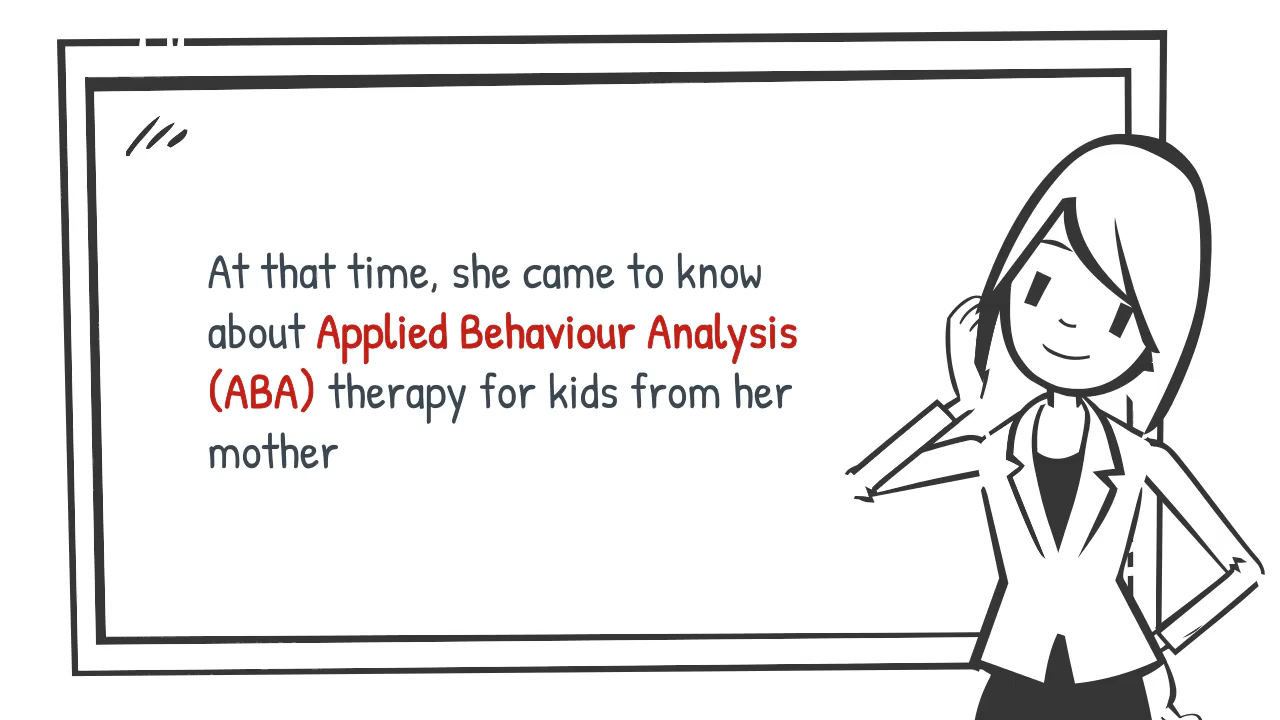 At that time, she came to know
about Applied Behaviour Analysis
(ABA) therapy for kids from her
mother